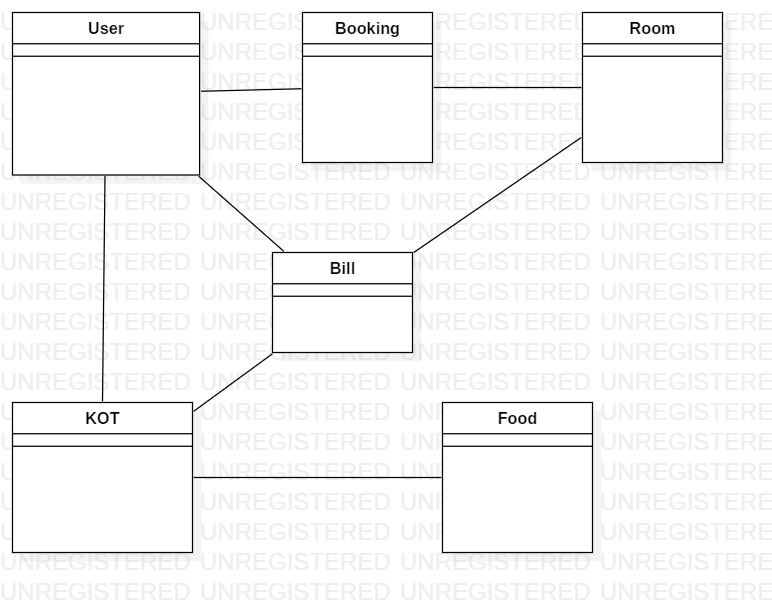 User
Booking
Room
Bill
KOT
Food
UNREGISTERED